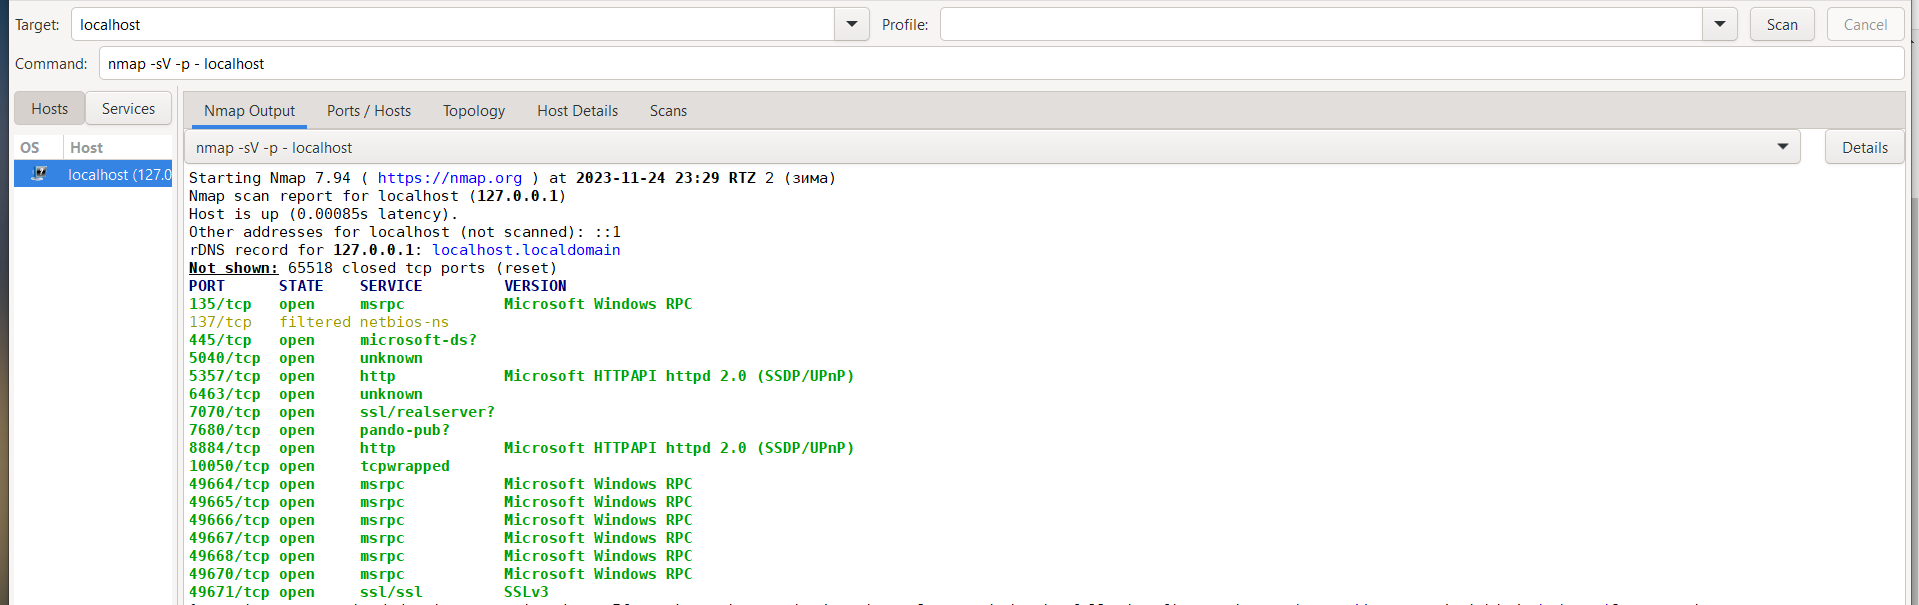 Target: localhost Profile: Scan Cancel
Command: nmap -sV -p - localhost
Hosts Services Nmap Output Ports / Hosts Topology Host Details Scans
OS Host nmap -sV -p - localhost Details
localhost (127.0
Starting Nmap 7.94 ( https://nmap.org ) at 2023-11-24 23:29 RTZ 2 (зима)
Nmap scan report for localhost (127.0.0.1)
Host is up (0.00085s latency).
Other addresses for localhost (not scanned): ::1
rDNS record for 127.0.0.1: localhost.localdomain
Not shown: 65518 closed tcp ports (reset)
PORT STATE SERVICE VERSION
135/tcp open msrpc Microsoft Windows RPC
137/tcp filtered netbios-ns
445/tcp open microsoft-ds?
5040/tcp open unknown
5357/tcp open http Microsoft HTTPAPI httpd 2.0 (SSDP/UPnP)
6463/tcp open unknown
7070/tcp open ssl/realserver?
7680/tcp open pando-pub?
8884/tcp open http Microsoft HTTPAPI httpd 2.0 (SSDP/UPnP)
10050/tcp open tcpwrapped
49664/tcp open msrpc Microsoft Windows RPC
49665/tcp open msrpc Microsoft Windows RPC
49666/tcp open msrpc Microsoft Windows RPC
49667/tcp open msrpc Microsoft Windows RPC
49668/tcp open msrpc Microsoft Windows RPC
49670/tcp open msrpc Microsoft Windows RPC
49671/tcp open ssl/ssl SSLv3